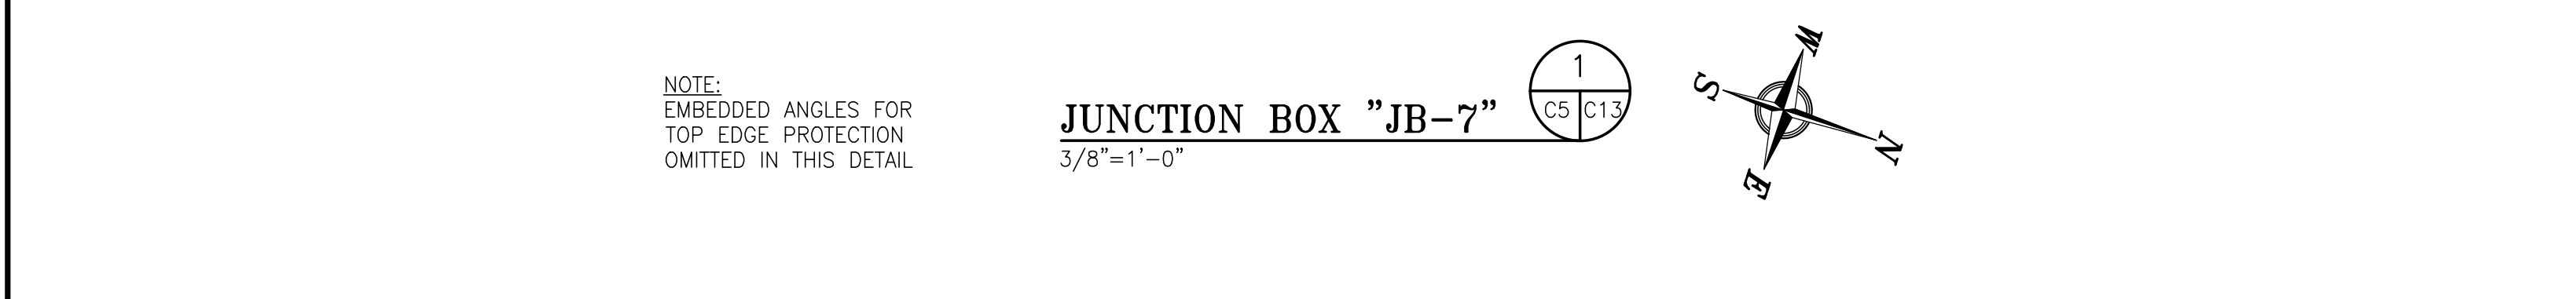 NOTE:
EMBEDDED ANGLES FOR
TOP EDGE PROTECTION
OMITTED IN THIS DETAIL
JUNCTION BOX "JB-7"
3/8"=1'-0"
1
C5 C13
W
S
N
E